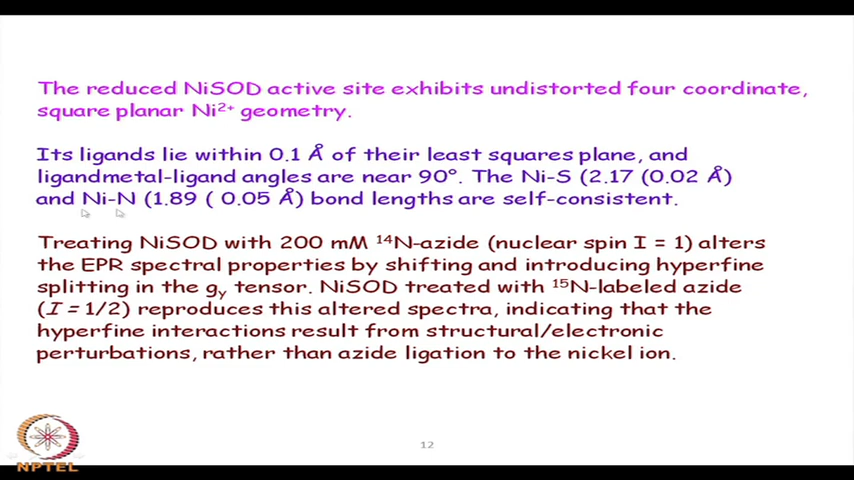 The reduced NiSOD active site exhibits undistorted four coordinate,
square planar Ni²⁺ geometry.
Its ligands lie within 0.1 Å of their least squares plane, and
ligandmetal-ligand angles are near 90°. The Ni-S (2.17 (0.02 Å)
and Ni-N (1.89 ( 0.05 Å) bond lengths are self-consistent.
Treating NiSOD with 200 mM ¹⁴N-azide (nuclear spin I = 1) alters
the EPR spectral properties by shifting and introducing hyperfine
splitting in the gy tensor. NiSOD treated with ¹⁵N-labeled azide
(I = 1/2) reproduces this altered spectra, indicating that the
hyperfine interactions result from structural/electronic
perturbations, rather than azide ligation to the nickel ion.
12
NPTEL